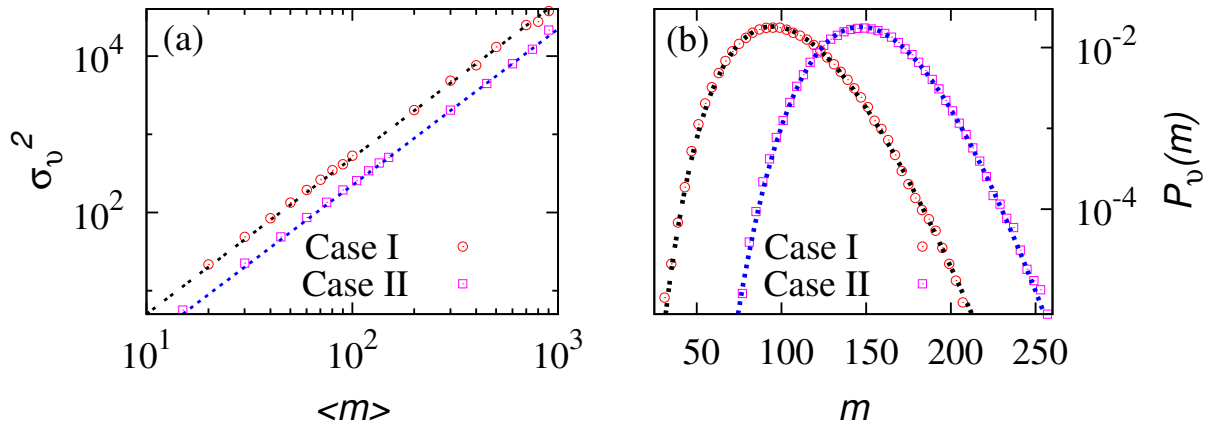 (a)
σ_υ^2
10^4
10^2
Case I
Case II
10^1
10^2
10^3
<m>
(b)
10^-2
10^-4
P_υ(m)
Case I
Case II
50
100
150
200
250
m